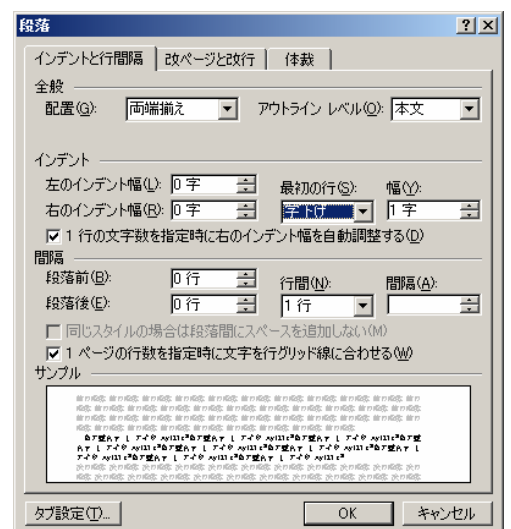 段落
インデントと行間隔 改ページと改行 体裁
全般
配置(G): 両端揃え アウトライン レベル(O): 本文
インデント
左のインデント幅(L): 0 字 最初の行(S): 幅(Y):
右のインデント幅(R): 0 字 字下げ 1 字
1 行の文字数を指定時に右のインデント幅を自動調整する(D)
間隔
段落前(B): 0 行 行間(N): 間隔(A):
段落後(E): 0 行 1 行
同じスタイルの場合は段落間にスペースを追加しない(M)
1 ページの行数を指定時に文字を行グリッド線に合わせる(W)
サンプル
タブ設定(T)... OK キャンセル